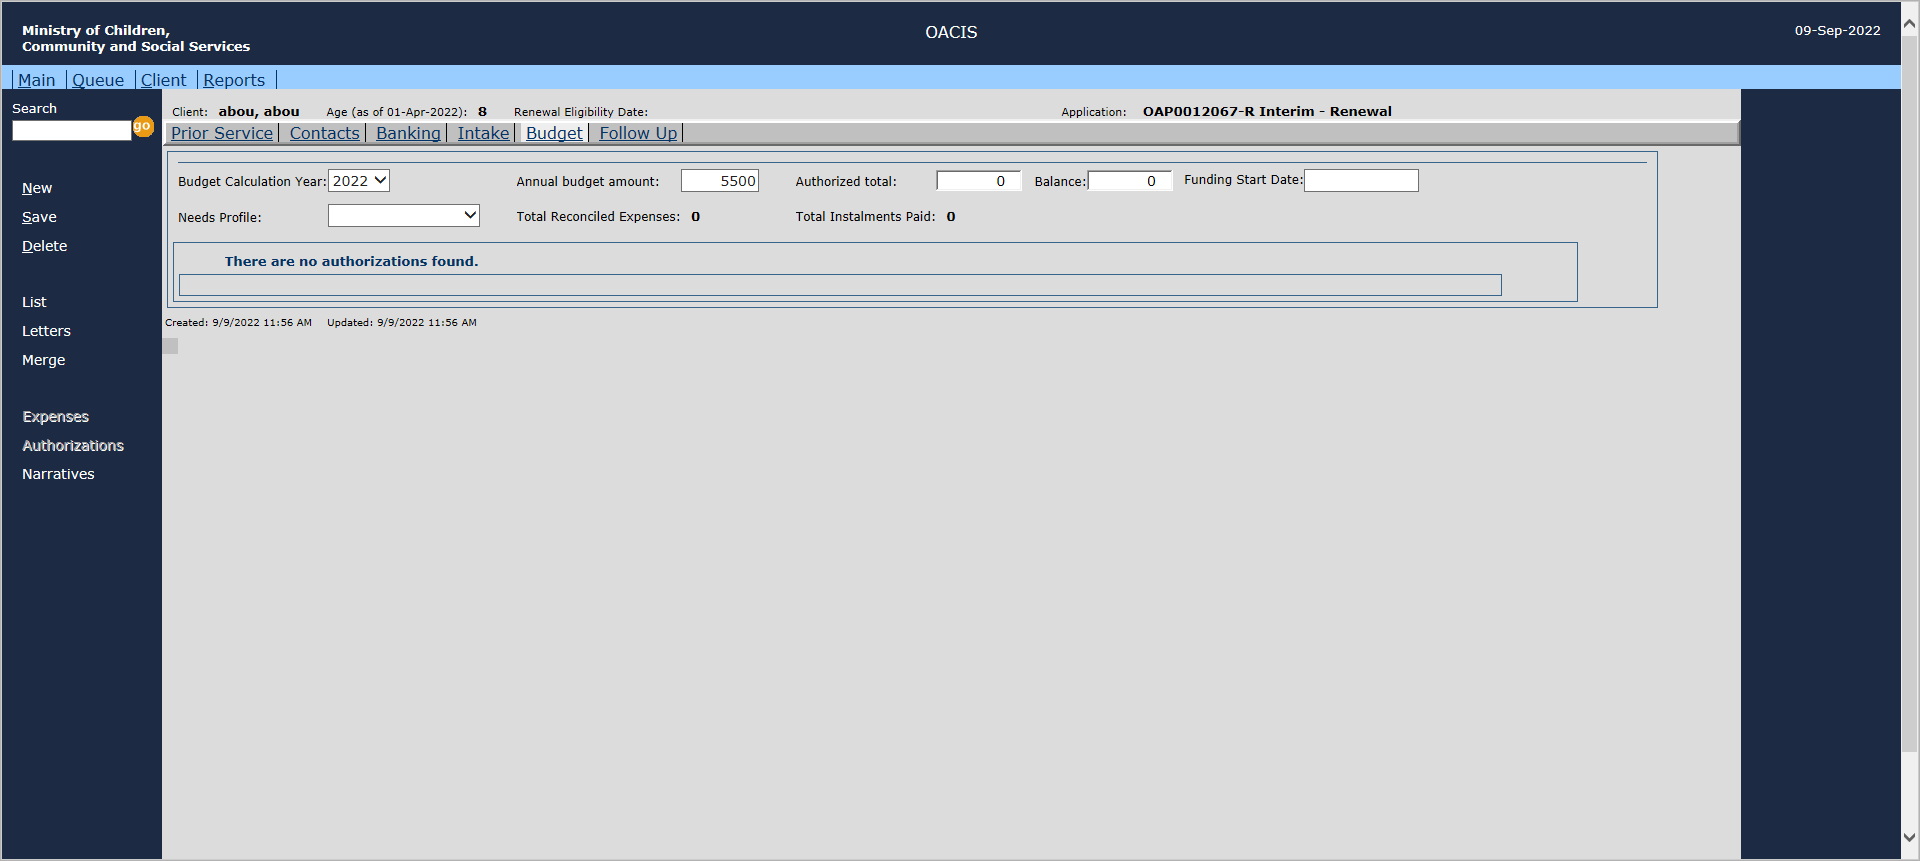 Ministry of Children,
Community and Social Services
OACIS
09-Sep-2022
Main Queue Client Reports
Search
go
New
Save
Delete
List
Letters
Merge
Expenses
Authorizations
Narratives
Client: abou, abou Age (as of 01-Apr-2022): 8 Renewal Eligibility Date: Application: OAP0012067-R Interim - Renewal
Prior Service Contacts Banking Intake Budget Follow Up
Budget Calculation Year: 2022 Annual budget amount: 5500 Authorized total: 0 Balance: 0 Funding Start Date:
Needs Profile: Total Reconciled Expenses: 0 Total Instalments Paid: 0
There are no authorizations found.
Created: 9/9/2022 11:56 AM Updated: 9/9/2022 11:56 AM